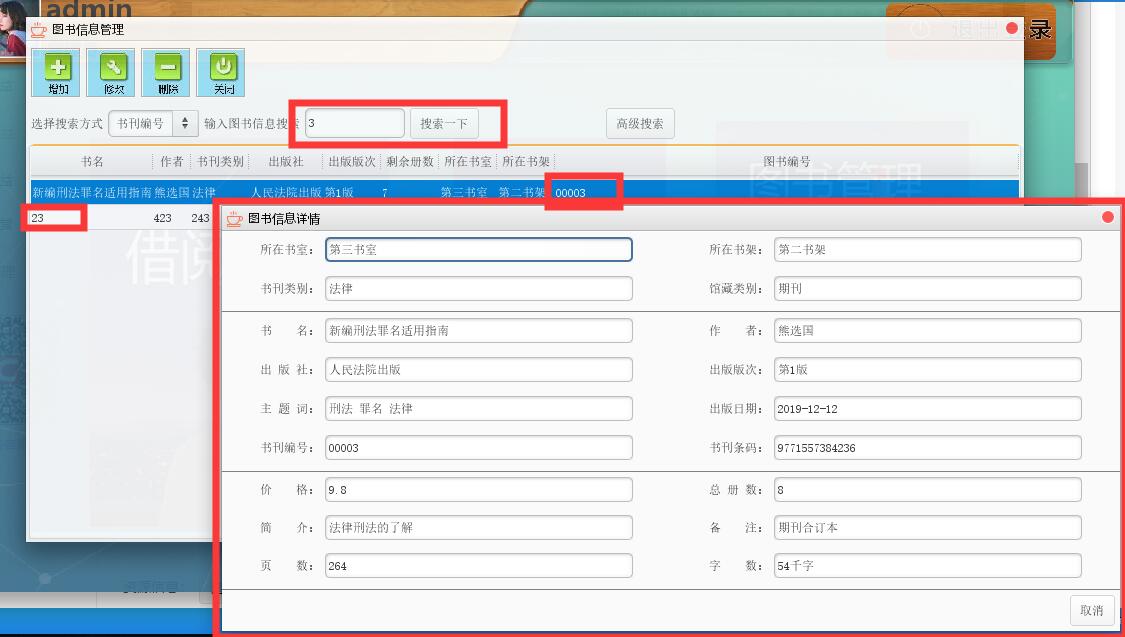 admin
图书信息管理
退出登录
增加 修改 删除 关闭
选择搜索方式 书刊编号 输入图书信息搜索 3 搜索一下 高级搜索
书名 作者 书刊类别 出版社 出版版次 剩余册数 所在书室 所在书架 图书编号
图书管理
新编刑法罪名适用指南 熊选国 法律 人民法院出版 第1版 7 第三书室 第二书架 00003
23 423 243
借阅
图书信息详情
所在书室: 第三书室 所在书架: 第二书架
书刊类别: 法律 馆藏类别: 期刊
书 名: 新编刑法罪名适用指南 作 者: 熊选国
出 版 社: 人民法院出版 出版版次: 第1版
主 题 词: 刑法 罪名 法律 出版日期: 2019-12-12
书刊编号: 00003 书刊条码: 9771557384236
价 格: 9.8 总 册 数: 8
简 介: 法律刑法的了解 备 注: 期刊合订本
页 数: 264 字 数: 54千字
取消